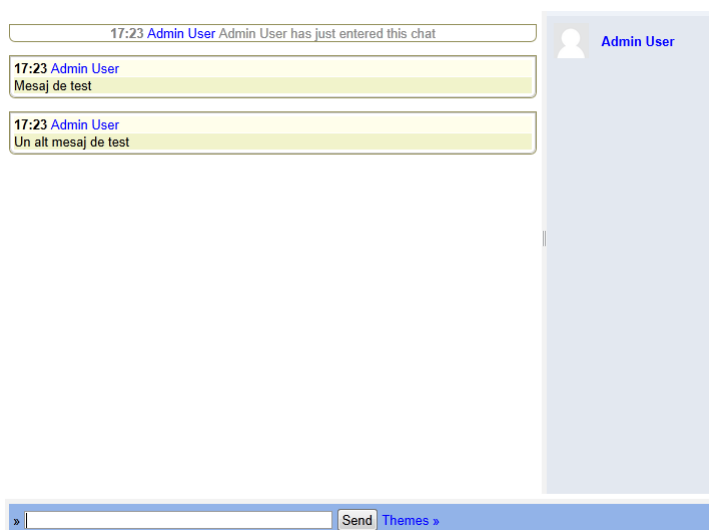 17:23 Admin User Admin User has just entered this chat
17:23 Admin User
Mesaj de test
17:23 Admin User
Un alt mesaj de test
Admin User
» Send Themes »